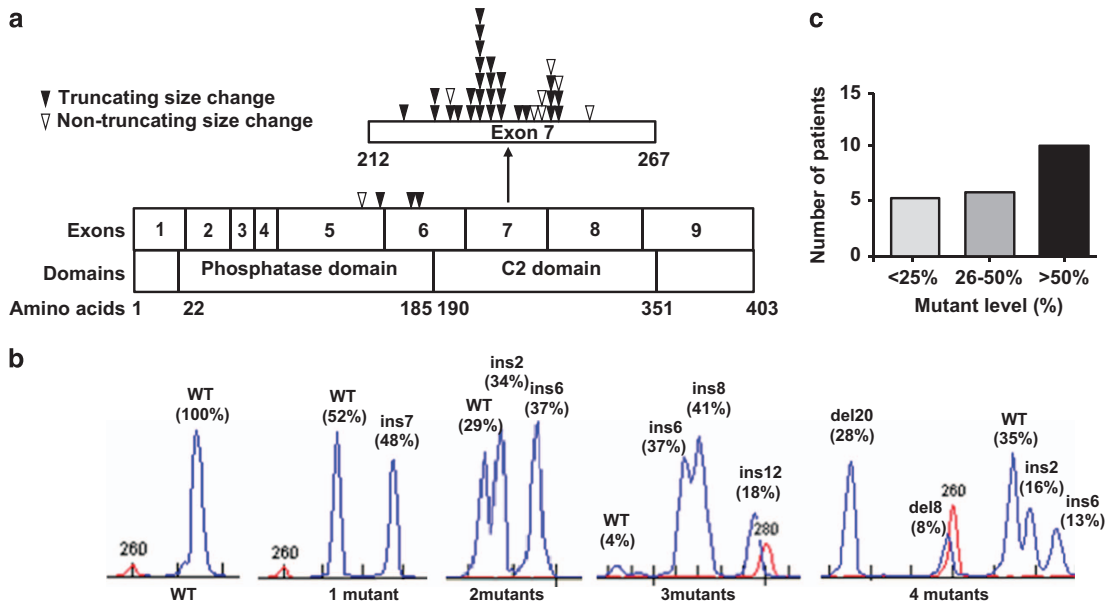 a
Truncating size change
Non-truncating size change
Exon 7
212 267
Exons 1 2 3 4 5 6 7 8 9
Domains Phosphatase domain C2 domain
Amino acids 1 22 185 190 351 403
c
Number of patients
15
10
5
0
<25% 26-50% >50%
Mutant level (%)
b
WT
(100%)
260
WT
WT
(52%)
ins7
(48%)
260
1 mutant
WT
(29%)
ins2
(34%)
ins6
(37%)
2mutants
WT
(4%)
ins6
(37%)
ins8
(41%)
ins12
(18%)
280
3mutants
del20
(28%)
del8
(8%)
260
WT
(35%)
ins2
(16%)
ins6
(13%)
4 mutants